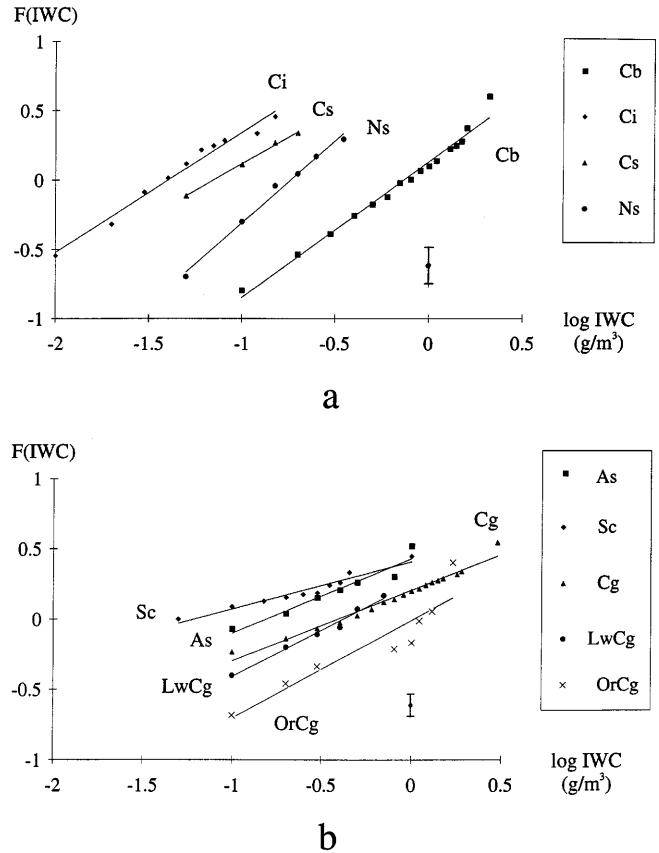 F(IWC)
1
0.5
0
-0.5
-1
-2
-1.5
-1
-0.5
0
0.5
log IWC
(g/m³)
Ci
Cs
Ns
Cb
Cb
Ci
Cs
Ns
a
F(IWC)
1
0.5
0
-0.5
-1
-2
-1.5
-1
-0.5
0
0.5
log IWC
(g/m³)
Cg
Sc
As
LwCg
OrCg
As
Sc
Cg
LwCg
OrCg
b